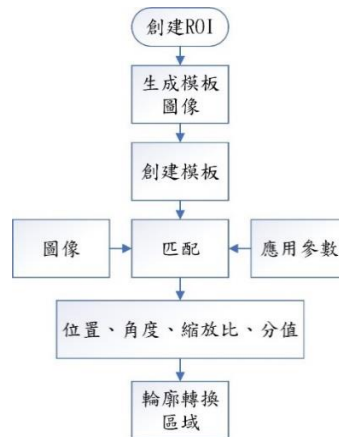 創建ROI
生成模板
圖像
創建模板
圖像
匹配
應用參數
位置、角度、縮放比、分值
輪廓轉換
區域